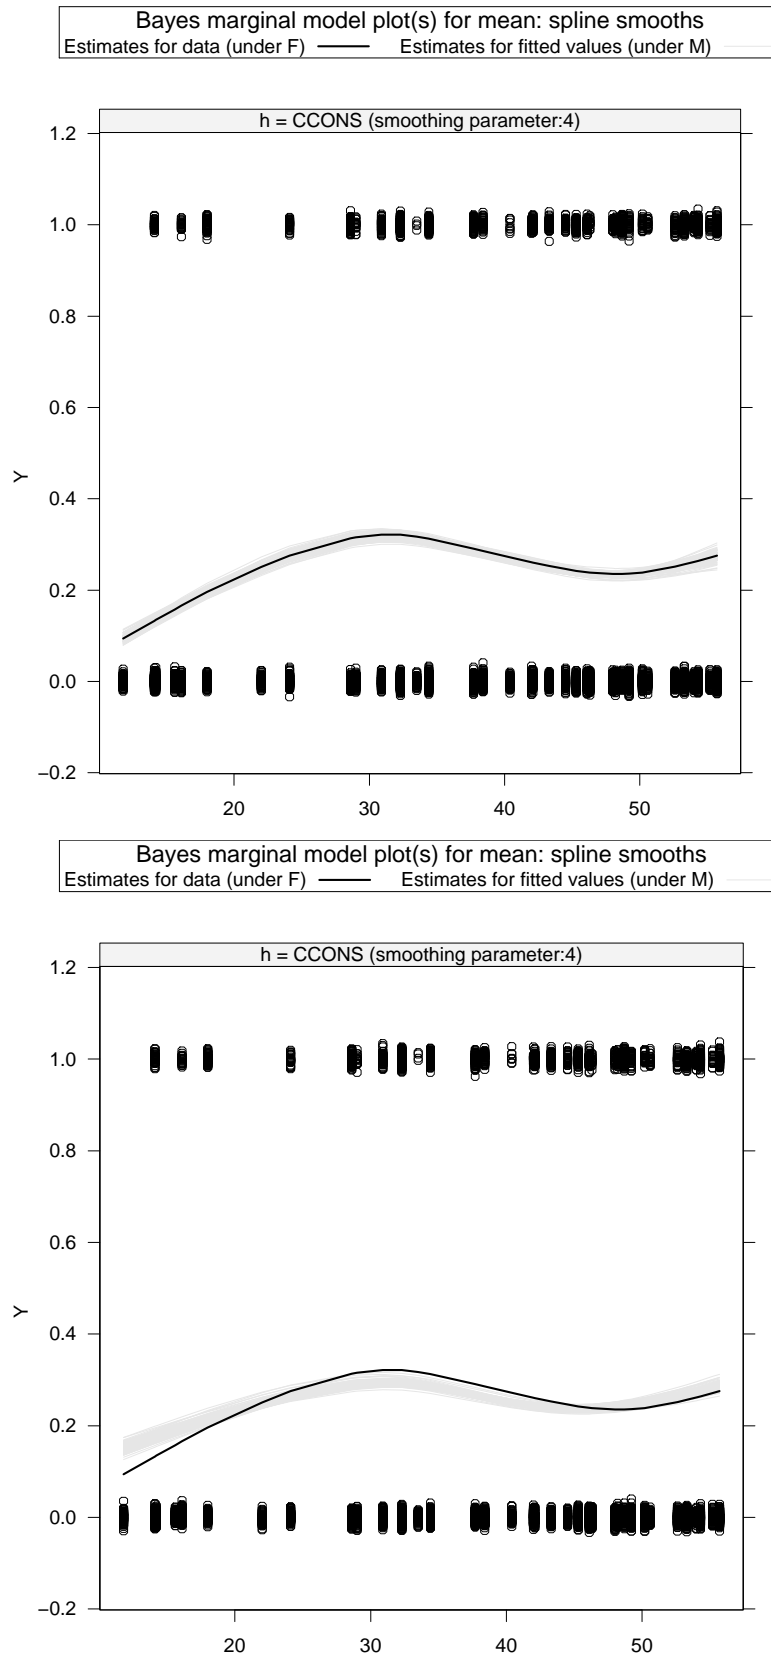 Bayes marginal model plot(s) for mean: spline smooths
Estimates for data (under F) Estimates for fitted values (under M)
h = CCONS (smoothing parameter:4)
1.2
1.0
0.8
0.6
0.4
0.2
0.0
−0.2
Y
20 30 40 50
Bayes marginal model plot(s) for mean: spline smooths
Estimates for data (under F) Estimates for fitted values (under M)
h = CCONS (smoothing parameter:4)
1.2
1.0
0.8
0.6
0.4
0.2
0.0
−0.2
Y
20 30 40 50